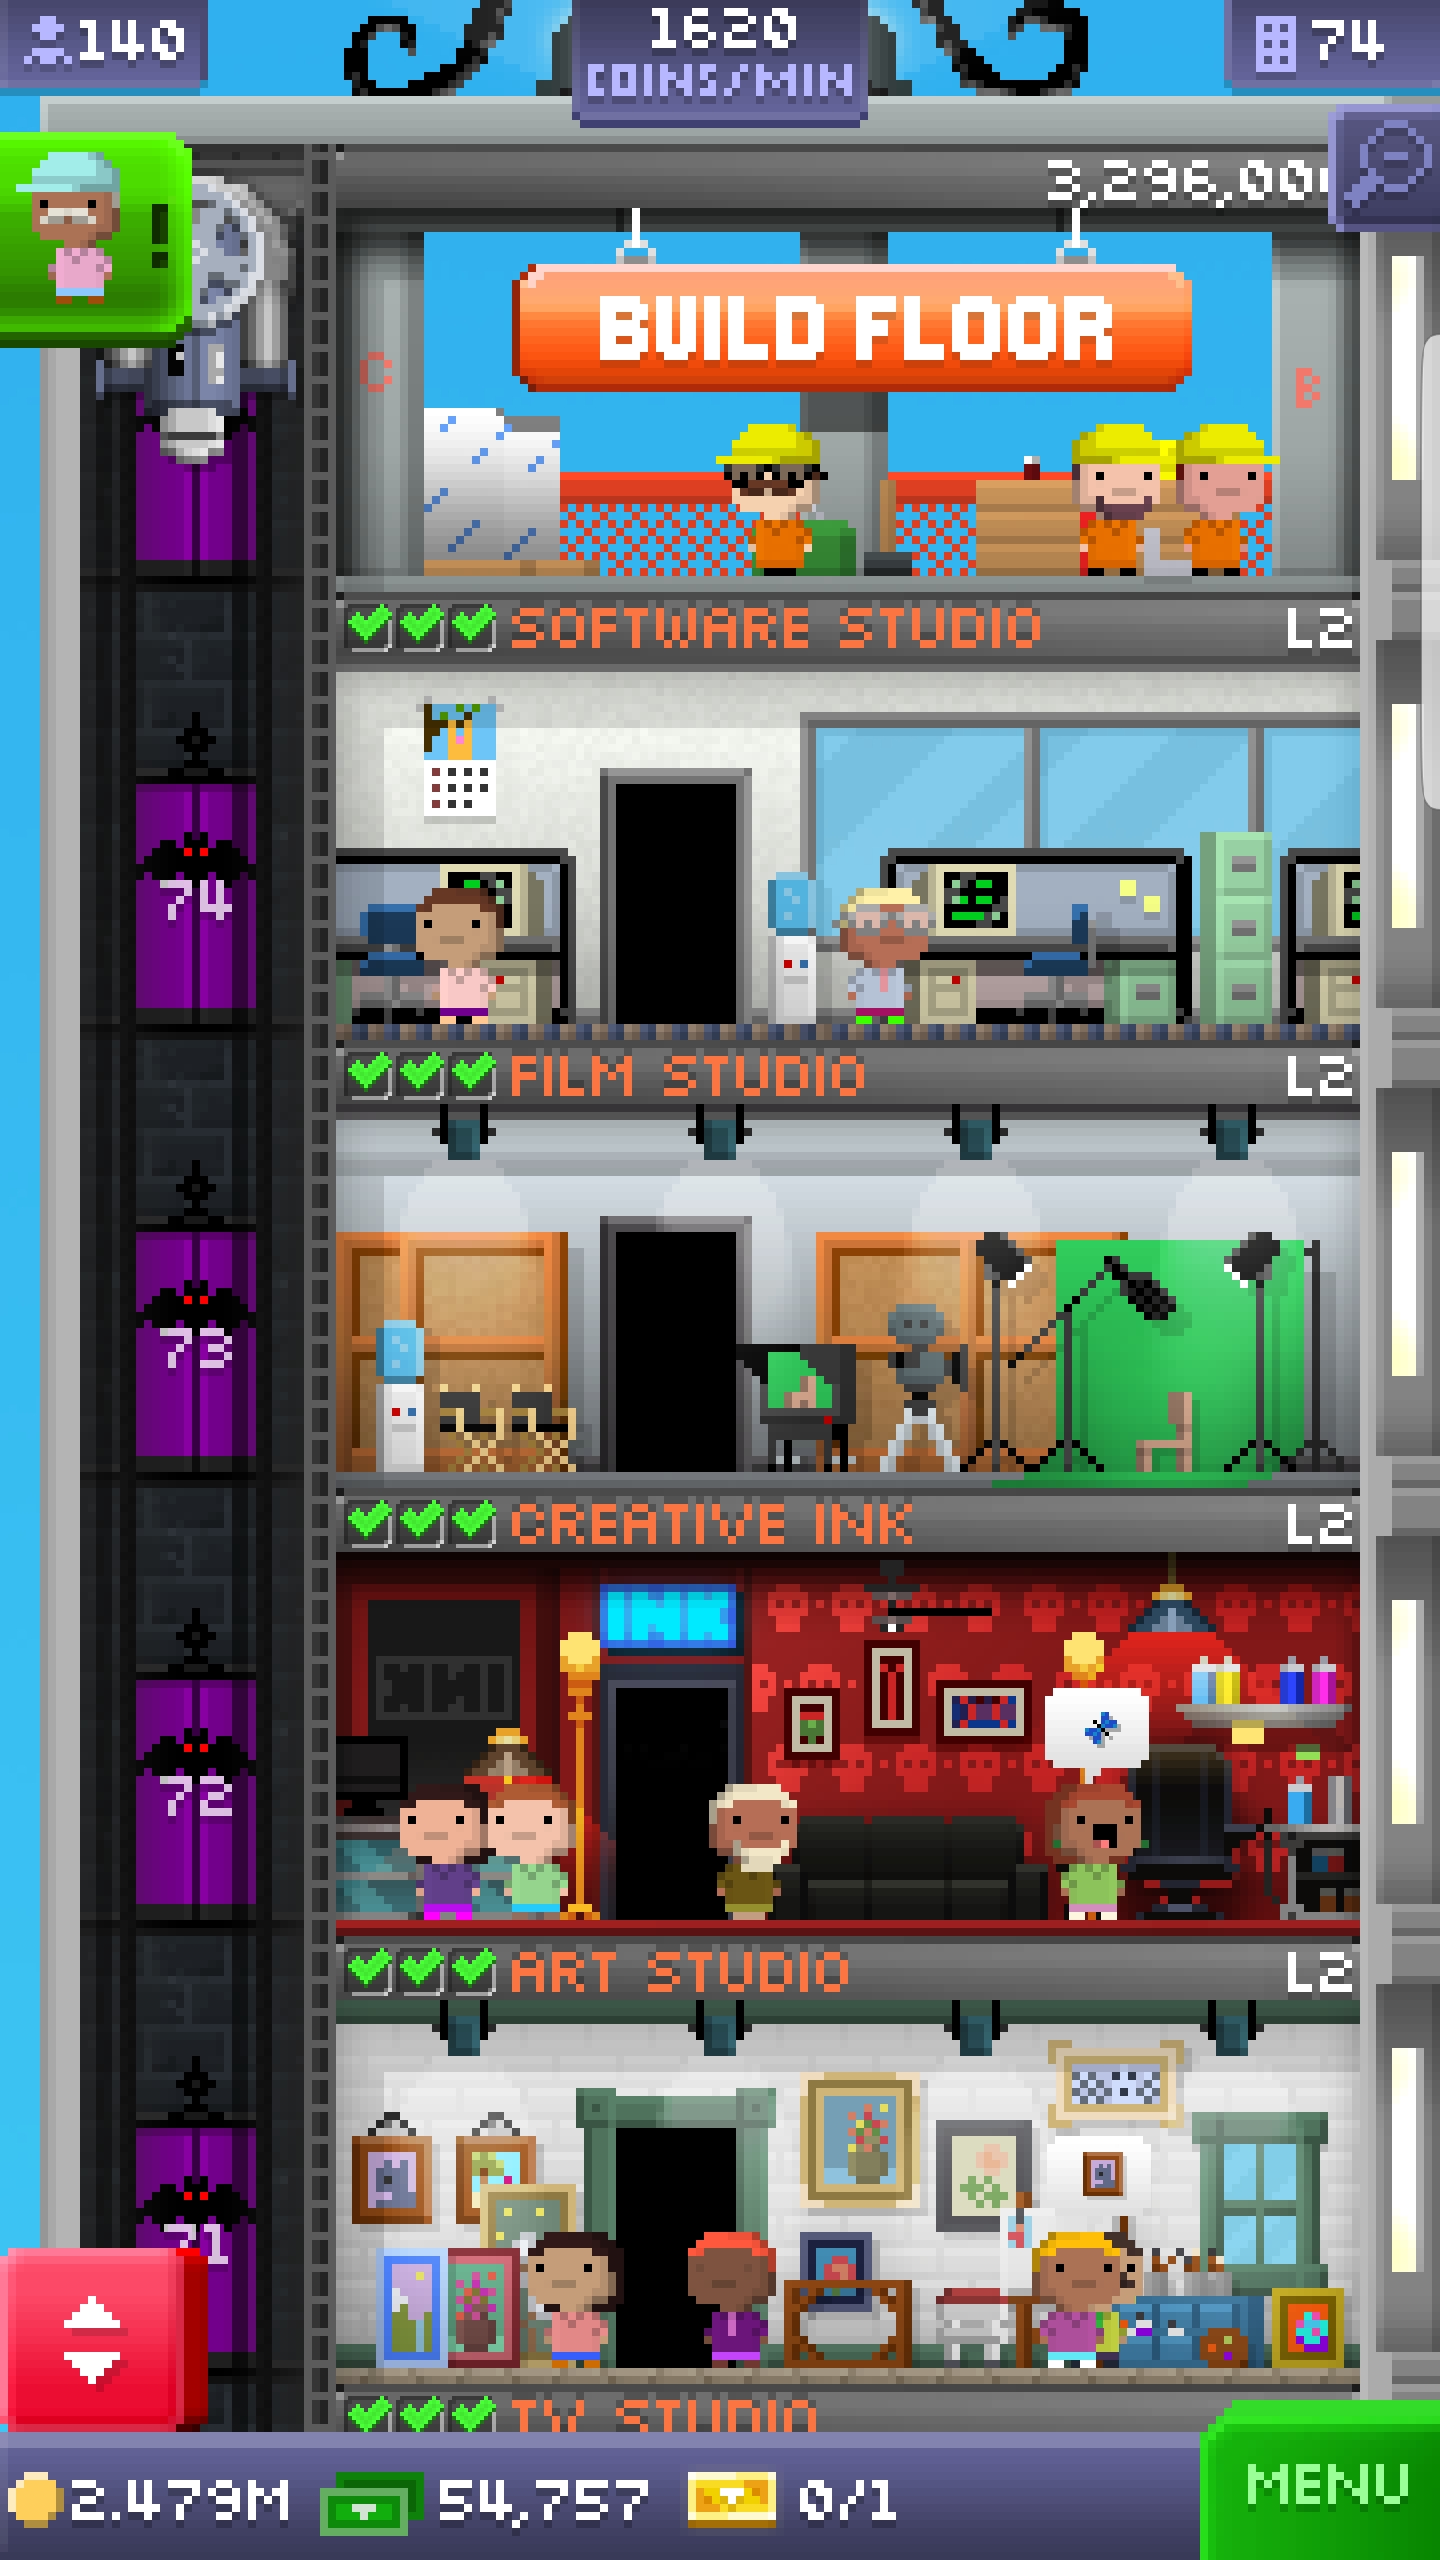 140
1620
COINS/MIN
74
3,296,00
!
BUILD FLOOR
C
B
SOFTWARE STUDIO L2
74
FILM STUDIO L2
73
CREATIVE INK L2
INK
72
ART STUDIO L2
71
TV STUDIO
2.479M 54,757 0/1
MENU